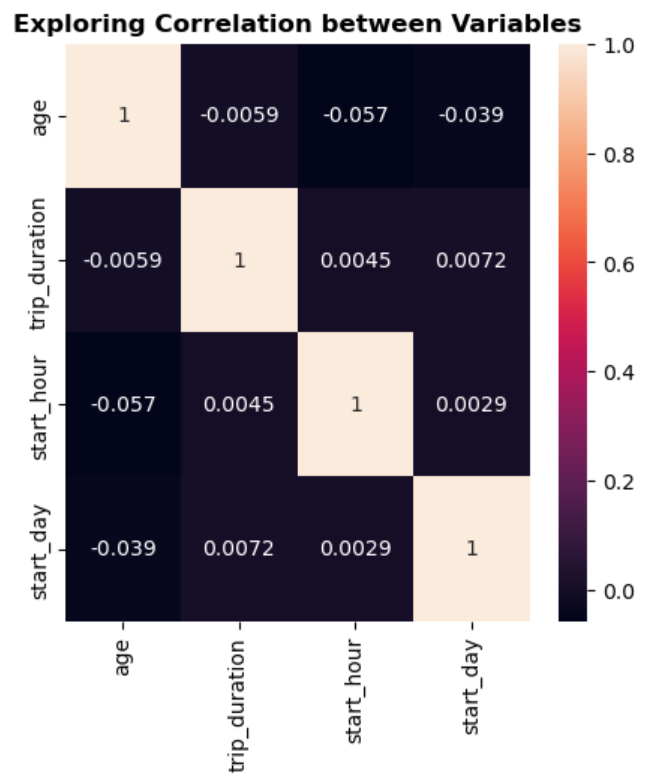 Exploring Correlation between Variables
age 1 -0.0059 -0.057 -0.039
trip_duration -0.0059 1 0.0045 0.0072
start_hour -0.057 0.0045 1 0.0029
start_day -0.039 0.0072 0.0029 1
age trip_duration start_hour start_day
1.0
0.8
0.6
0.4
0.2
0.0